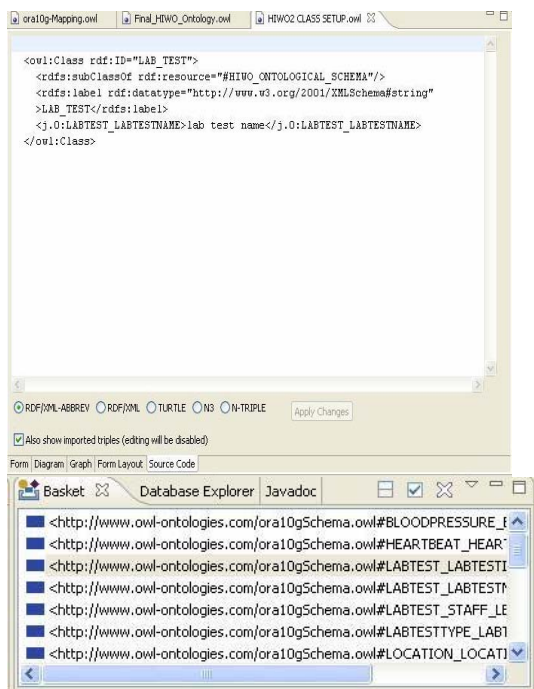 ora10g-Mapping.owl Final_HIWO_Ontology.owl HIWO2 CLASS SETUP.owl
<owl:Class rdf:ID="LAB_TEST">
<rdfs:subClassOf rdf:resource="#HIWO_ONTOLOGICAL_SCHEMA"/>
<rdfs:label rdf:datatype="http://www.w3.org/2001/XMLSchema#string"
>LAB_TEST</rdfs:label>
<j.0:LABTEST_LABTESTNAME>lab test name</j.0:LABTEST_LABTESTNAME>
</owl:Class>
RDF/XML-ABBREV RDF/XML TURTLE N3 N-TRIPLE Apply Changes
Also show imported triples (editing will be disabled)
Form Diagram Graph Form Layout Source Code
Basket Database Explorer Javadoc
<http://www.owl-ontologies.com/ora10gSchema.owl#BLOODPRESSURE_
<http://www.owl-ontologies.com/ora10gSchema.owl#HEARTBEAT_HEAR
<http://www.owl-ontologies.com/ora10gSchema.owl#LABTEST_LABTEST
<http://www.owl-ontologies.com/ora10gSchema.owl#LABTEST_LABTEST
<http://www.owl-ontologies.com/ora10gSchema.owl#LABTEST_STAFF_L
<http://www.owl-ontologies.com/ora10gSchema.owl#LABTESTTYPE_LAB
<http://www.owl-ontologies.com/ora10gSchema.owl#LOCATION_LOCATI